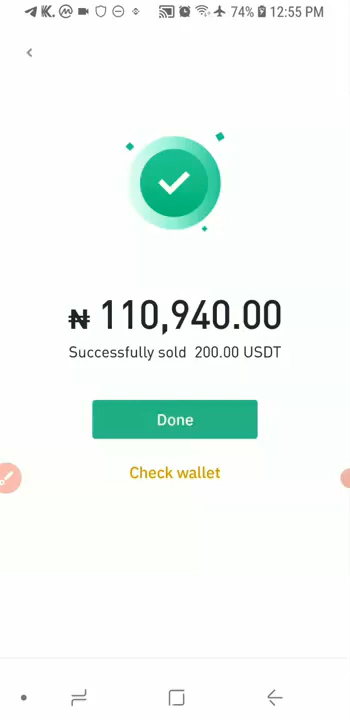 74% 12:55 PM
₦ 110,940.00
Successfully sold 200.00 USDT
Done
Check wallet